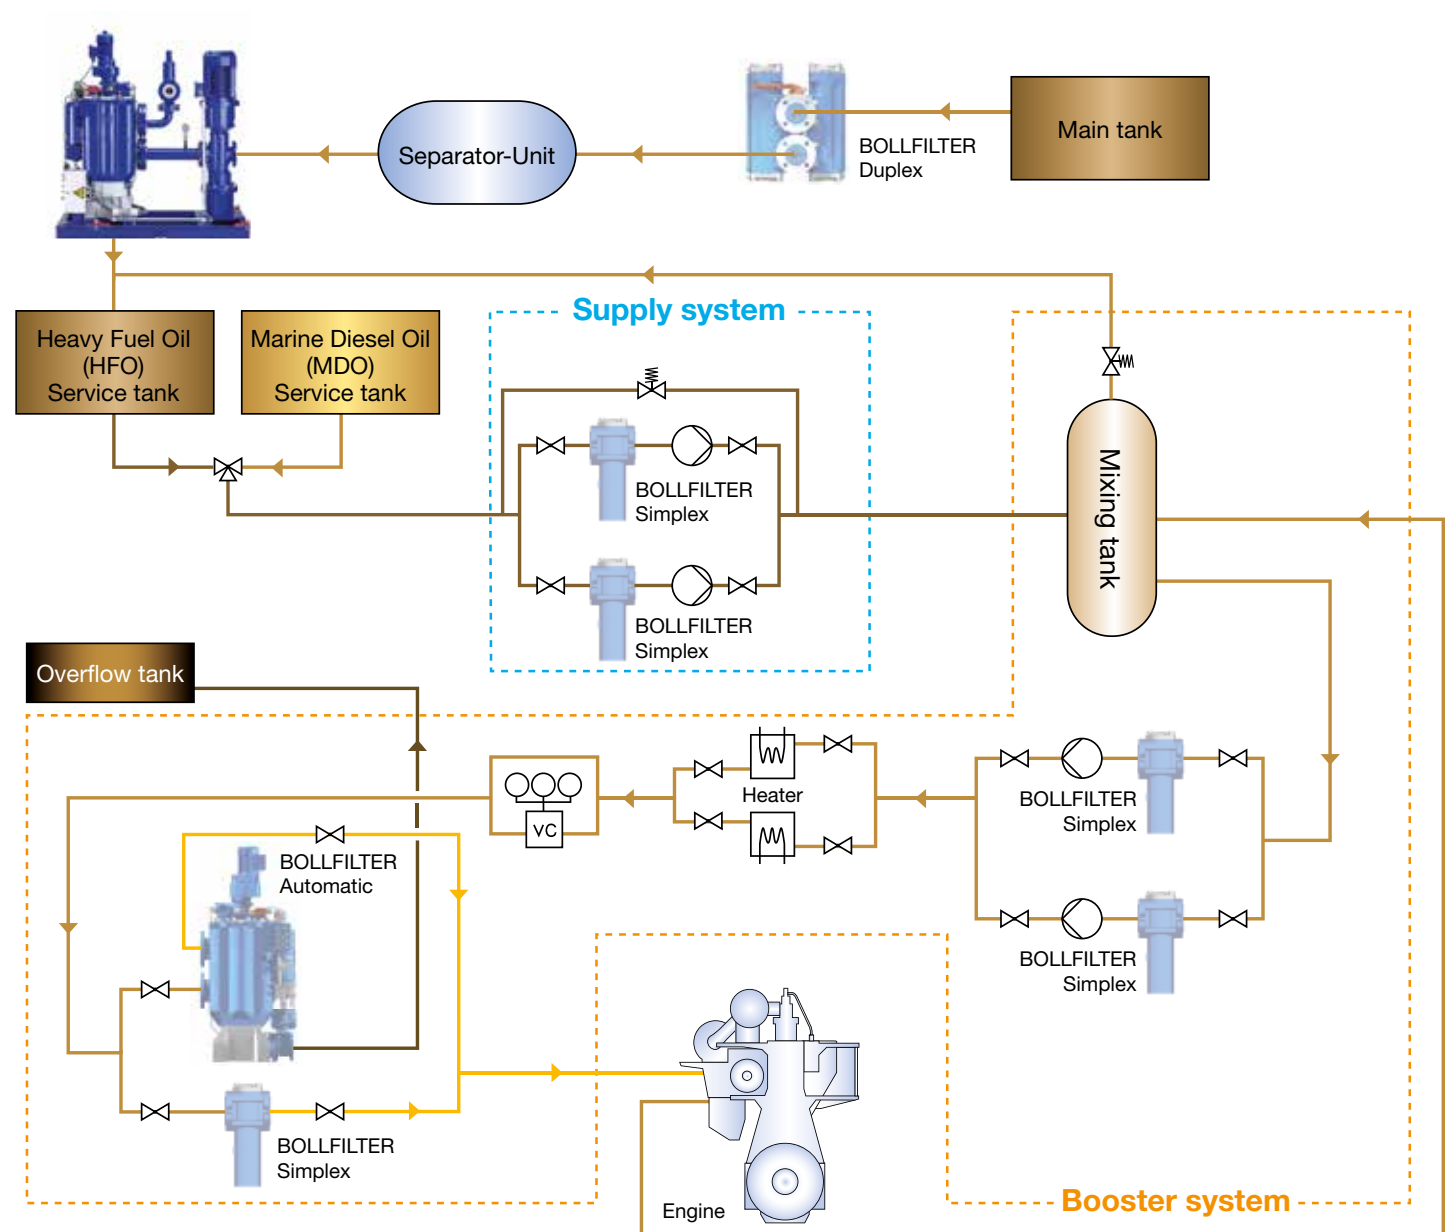 Main tank
BOLLFILTER
Duplex
Separator-Unit
Supply system
Heavy Fuel Oil
(HFO)
Service tank
Marine Diesel Oil
(MDO)
Service tank
BOLLFILTER
Simplex
BOLLFILTER
Simplex
Mixing tank
Overflow tank
Heater
VC
BOLLFILTER
Simplex
BOLLFILTER
Simplex
BOLLFILTER
Automatic
BOLLFILTER
Simplex
Engine
Booster system